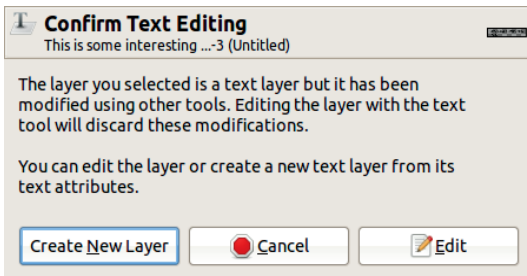 Confirm Text Editing
This is some interesting ...-3 (Untitled)
The layer you selected is a text layer but it has been
modified using other tools. Editing the layer with the text
tool will discard these modifications.
You can edit the layer or create a new text layer from its
text attributes.
Create New Layer
Cancel
Edit